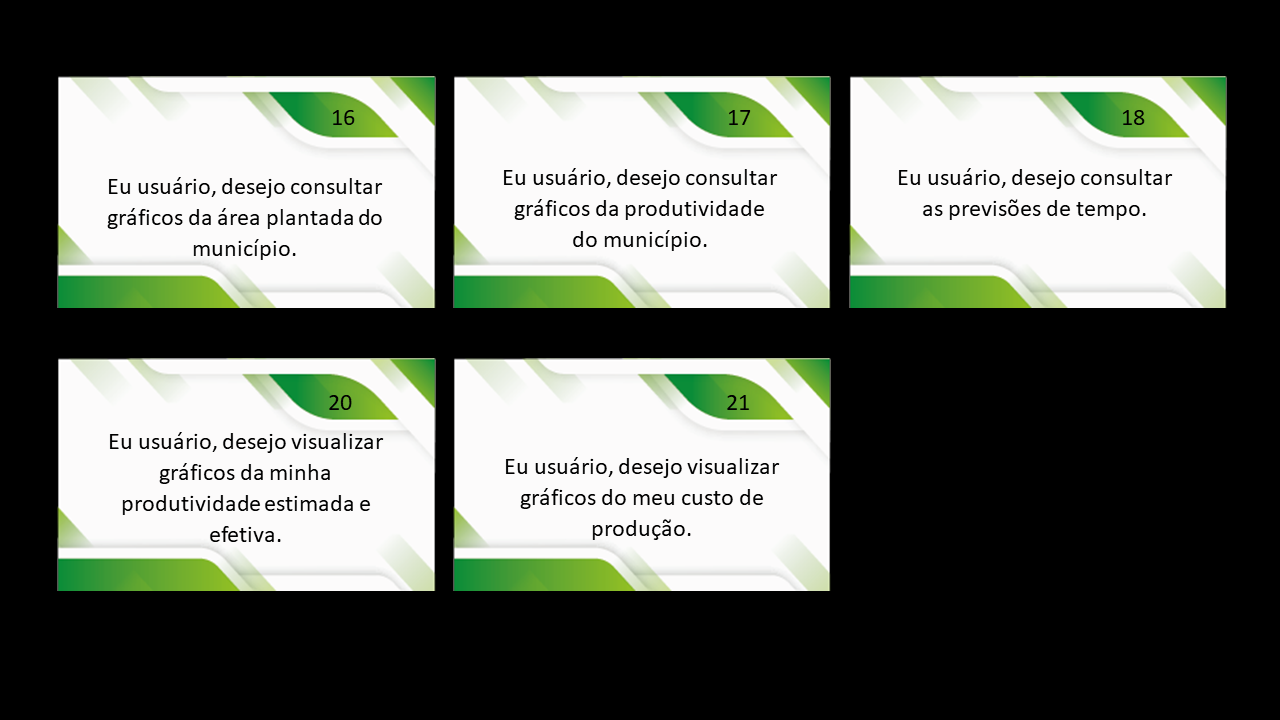 16
Eu usuário, desejo consultar
gráficos da área plantada do
município.
17
Eu usuário, desejo consultar
gráficos da produtividade
do município.
18
Eu usuário, desejo consultar
as previsões de tempo.
20
Eu usuário, desejo visualizar
gráficos da minha
produtividade estimada e
efetiva.
21
Eu usuário, desejo visualizar
gráficos do meu custo de
produção.